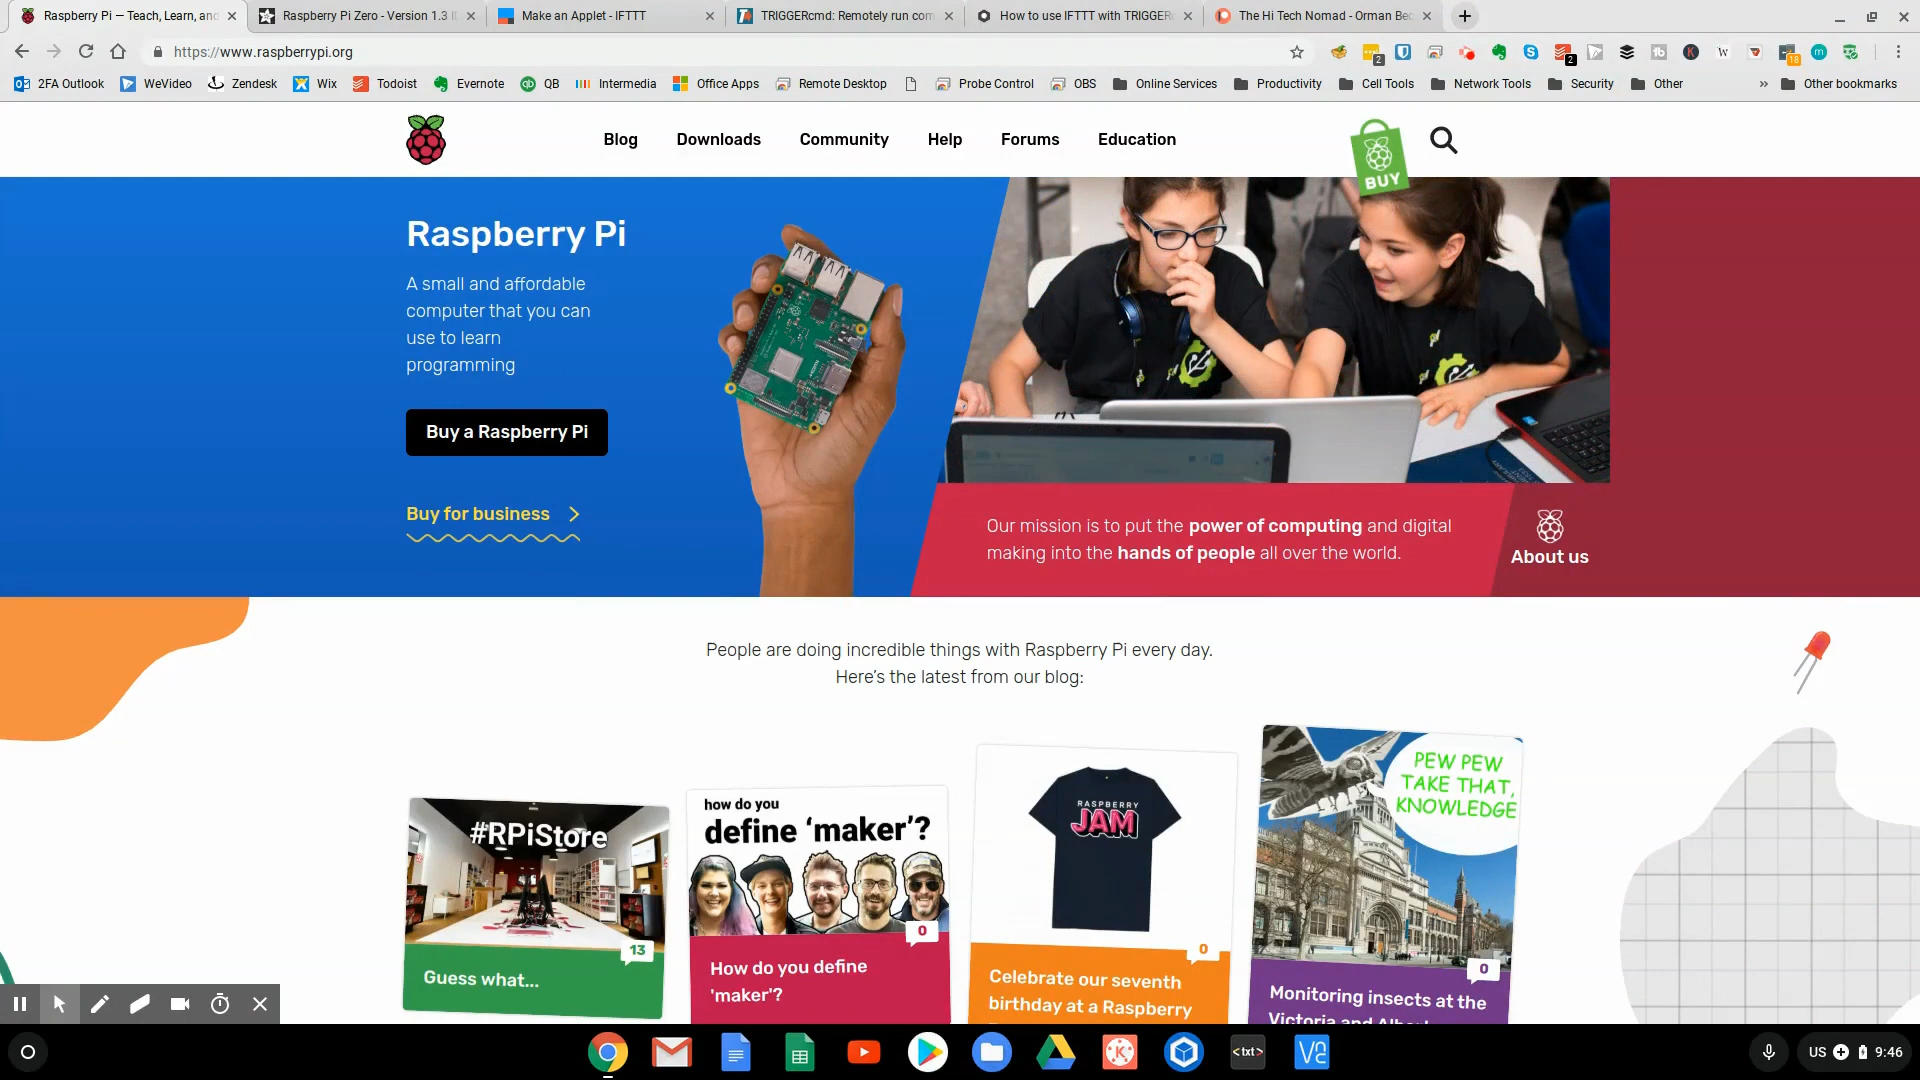 Raspberry Pi — Teach, Learn, and
Raspberry Pi Zero - Version 1.3
Make an Applet - IFTTT
TRIGGERcmd: Remotely run com
How to use IFTTT with TRIGGER
The Hi Tech Nomad - Orman Bec
https://www.raspberrypi.org
2
2
18
2FA Outlook
WeVideo
Zendesk
Wix
Todoist
Evernote
QB
Intermedia
Office Apps
Remote Desktop
Probe Control
OBS
Online Services
Productivity
Cell Tools
Network Tools
Security
Other
Other bookmarks
Blog
Downloads
Community
Help
Forums
Education
BUY
Raspberry Pi
A small and affordable
computer that you can
use to learn
programming
Buy a Raspberry Pi
Buy for business
Our mission is to put the power of computing and digital
making into the hands of people all over the world.
About us
People are doing incredible things with Raspberry Pi every day.
Here's the latest from our blog:
#RPiStore
13
Guess what...
how do you
define ‘maker’?
0
How do you define
'maker'?
RASPBERRY
JAM
0
Celebrate our seventh
birthday at a Raspberry
PEW PEW
TAKE THAT,
KNOWLEDGE
0
Monitoring insects at the
Victoria and
<txt>
US
9:46